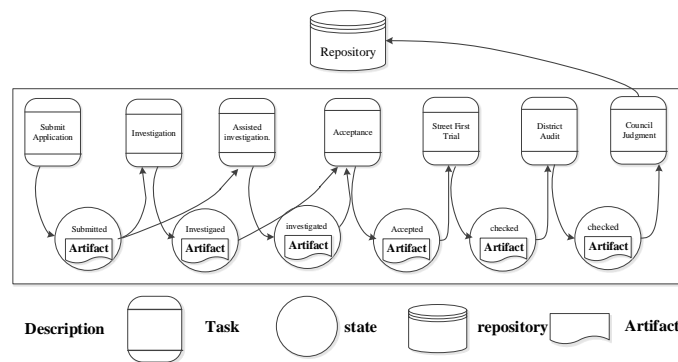 Repository
Submit
Application
Investigation
Assisted
investigation.
Acceptance
Street First
Trial
District
Audit
Council
Judgment
Submitted
Artifact
Investigaed
Artifact
investigated
Artifact
Accepted
Artifact
checked
Artifact
checked
Artifact
Description
Task
state
repository
Artifact